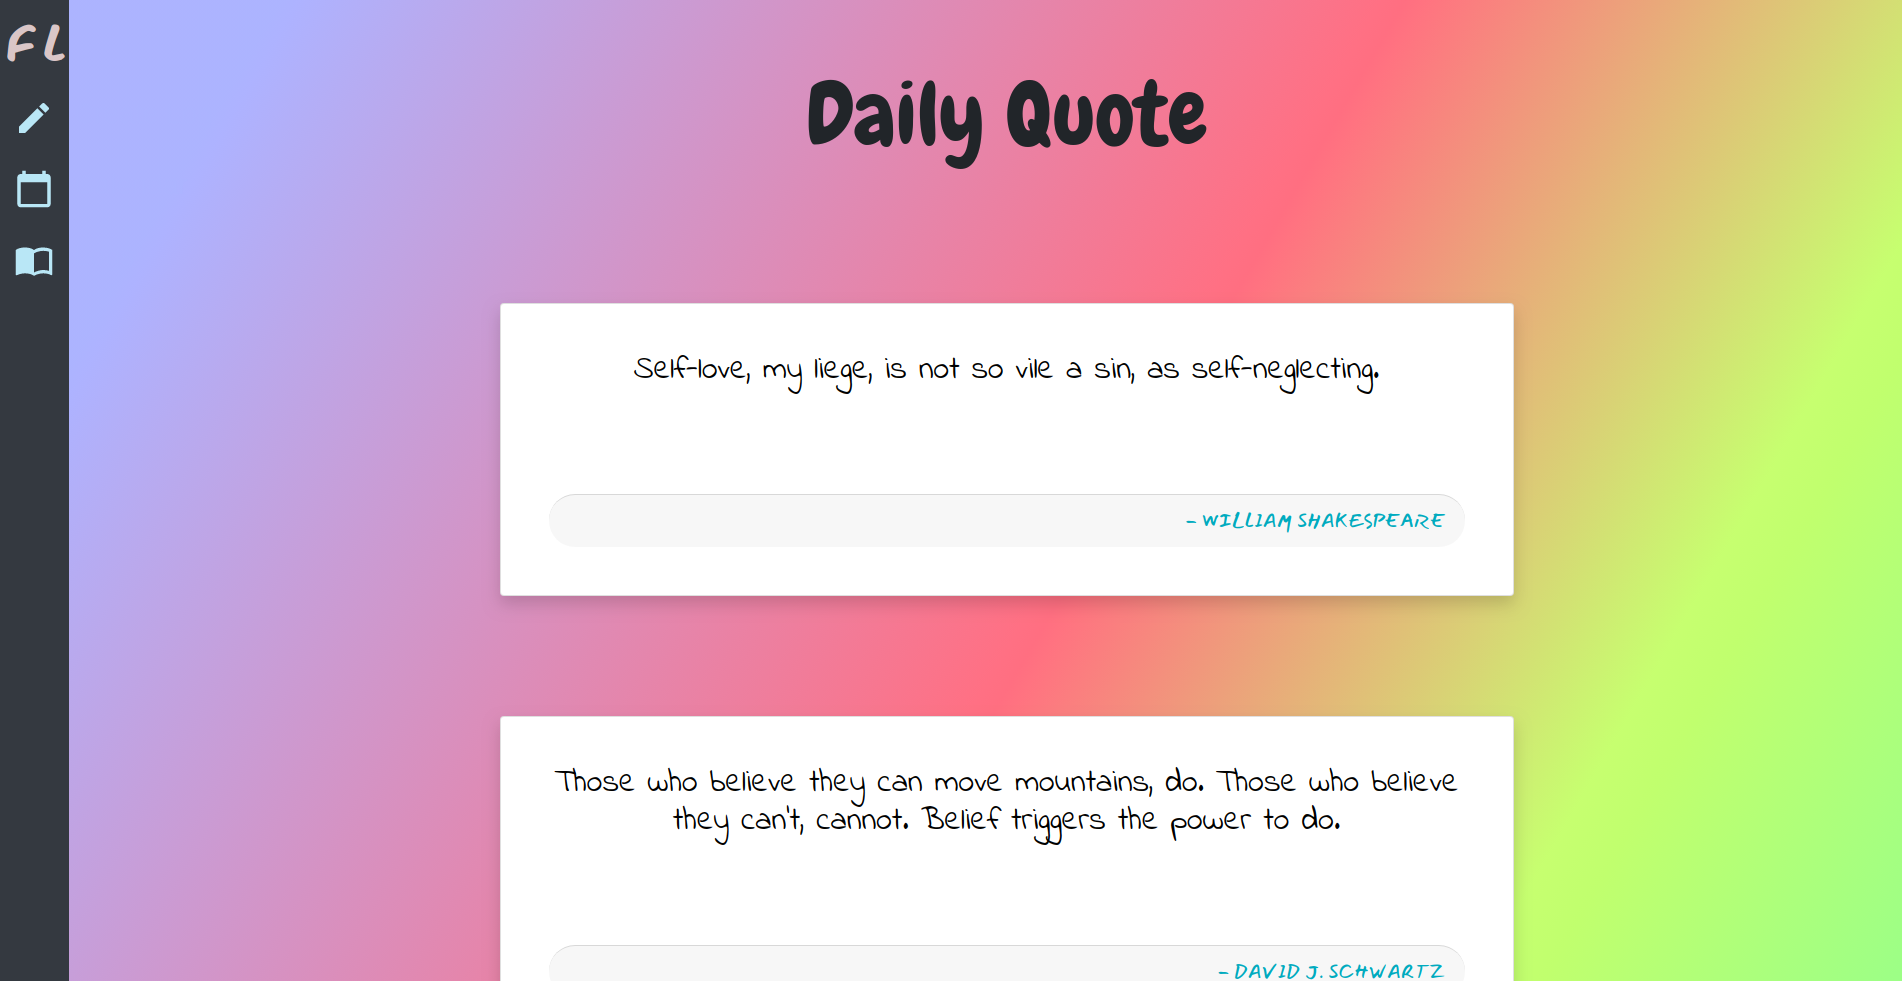 FL
Daily Quote
Self-love, my liege, is not so vile a sin, as self-neglecting.
- WILLIAM SHAKESPEARE
Those who believe they can move mountains, do. Those who believe
they can't, cannot. Belief triggers the power to do.
- DAVID J. SCHWARTZ